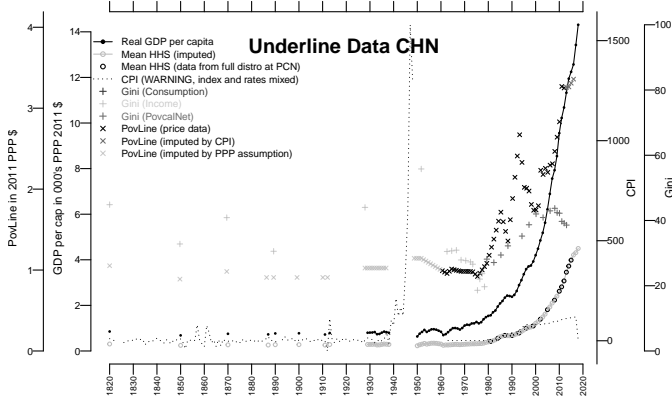 Underline Data CHN
Real GDP per capita
Mean HHS (imputed)
Mean HHS (data from full distro at PCN)
CPI (WARNING, index and rates mixed)
Gini (Consumption)
Gini (Income)
Gini (PovcalNet)
PovLine (price data)
PovLine (imputed by CPI)
PovLine (imputed by PPP assumption)
PovLine in 2011 PPP $
0 1 2 3 4
GDP per cap in 000's PPP 2011 $
0 2 4 6 8 10 12 14
CPI
0 500 1000 1500
Gini
0 20 40 60 80 100
1820 1830 1840 1850 1860 1870 1880 1890 1900 1910 1920 1930 1940 1950 1960 1970 1980 1990 2000 2010 2020